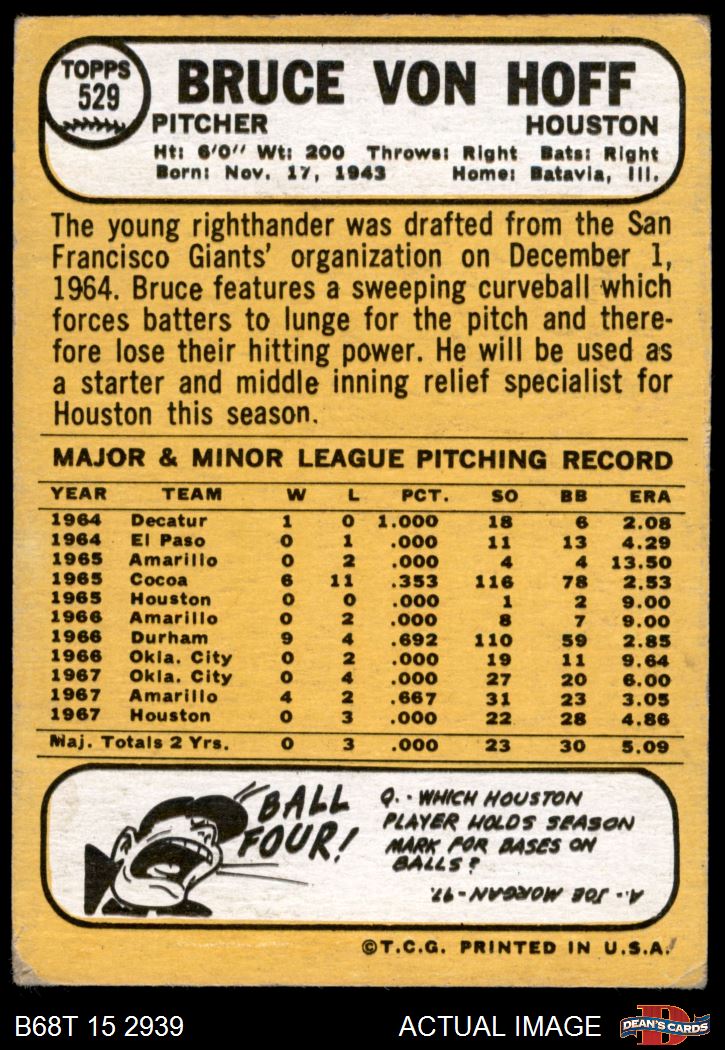 TOPPS
529
BRUCE VON HOFF
PITCHER HOUSTON
Ht: 6'0" Wt: 200 Throws: Right Bats: Right
Born: Nov. 17, 1943 Home: Batavia, Ill.
The young righthander was drafted from the San
Francisco Giants' organization on December 1,
1964. Bruce features a sweeping curveball which
forces batters to lunge for the pitch and there-
fore lose their hitting power. He will be used as
a starter and middle inning relief specialist for
Houston this season.
MAJOR & MINOR LEAGUE PITCHING RECORD
YEAR TEAM W L PCT. SO BB ERA
1964 Decatur 1 0 1.000 18 6 2.08
1964 El Paso 0 1 .000 11 13 4.29
1965 Amarillo 0 2 .000 4 4 13.50
1965 Cocoa 6 11 .353 116 78 2.53
1965 Houston 0 0 .000 1 2 9.00
1966 Amarillo 0 2 .000 8 7 9.00
1966 Durham 9 4 .692 110 59 2.85
1966 Okla. City 0 2 .000 19 11 9.64
1967 Okla. City 0 4 .000 27 20 6.00
1967 Amarillo 4 2 .667 31 23 3.05
1967 Houston 0 3 .000 22 28 4.86
Maj. Totals 2 Yrs. 0 3 .000 23 30 5.09
BALL
FOUR!
Q.- WHICH HOUSTON
PLAYER HOLDS SEASON
MARK FOR BASES ON
BALLS?
A.- JOE MORGAN - 97.
©T.C.G. PRINTED IN U.S.A.
B68T 15 2939 ACTUAL IMAGE
D
DEAN'S CARDS